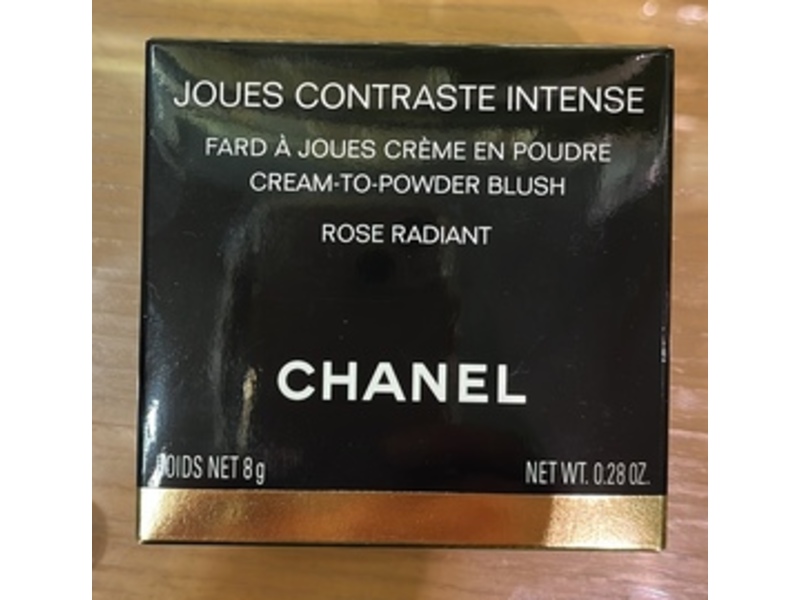 JOUES CONTRASTE INTENSE
FARD À JOUES CRÈME EN POUDRE
CREAM-TO-POWDER BLUSH
ROSE RADIANT
CHANEL
POIDS NET 8g NET WT. 0.28 OZ.